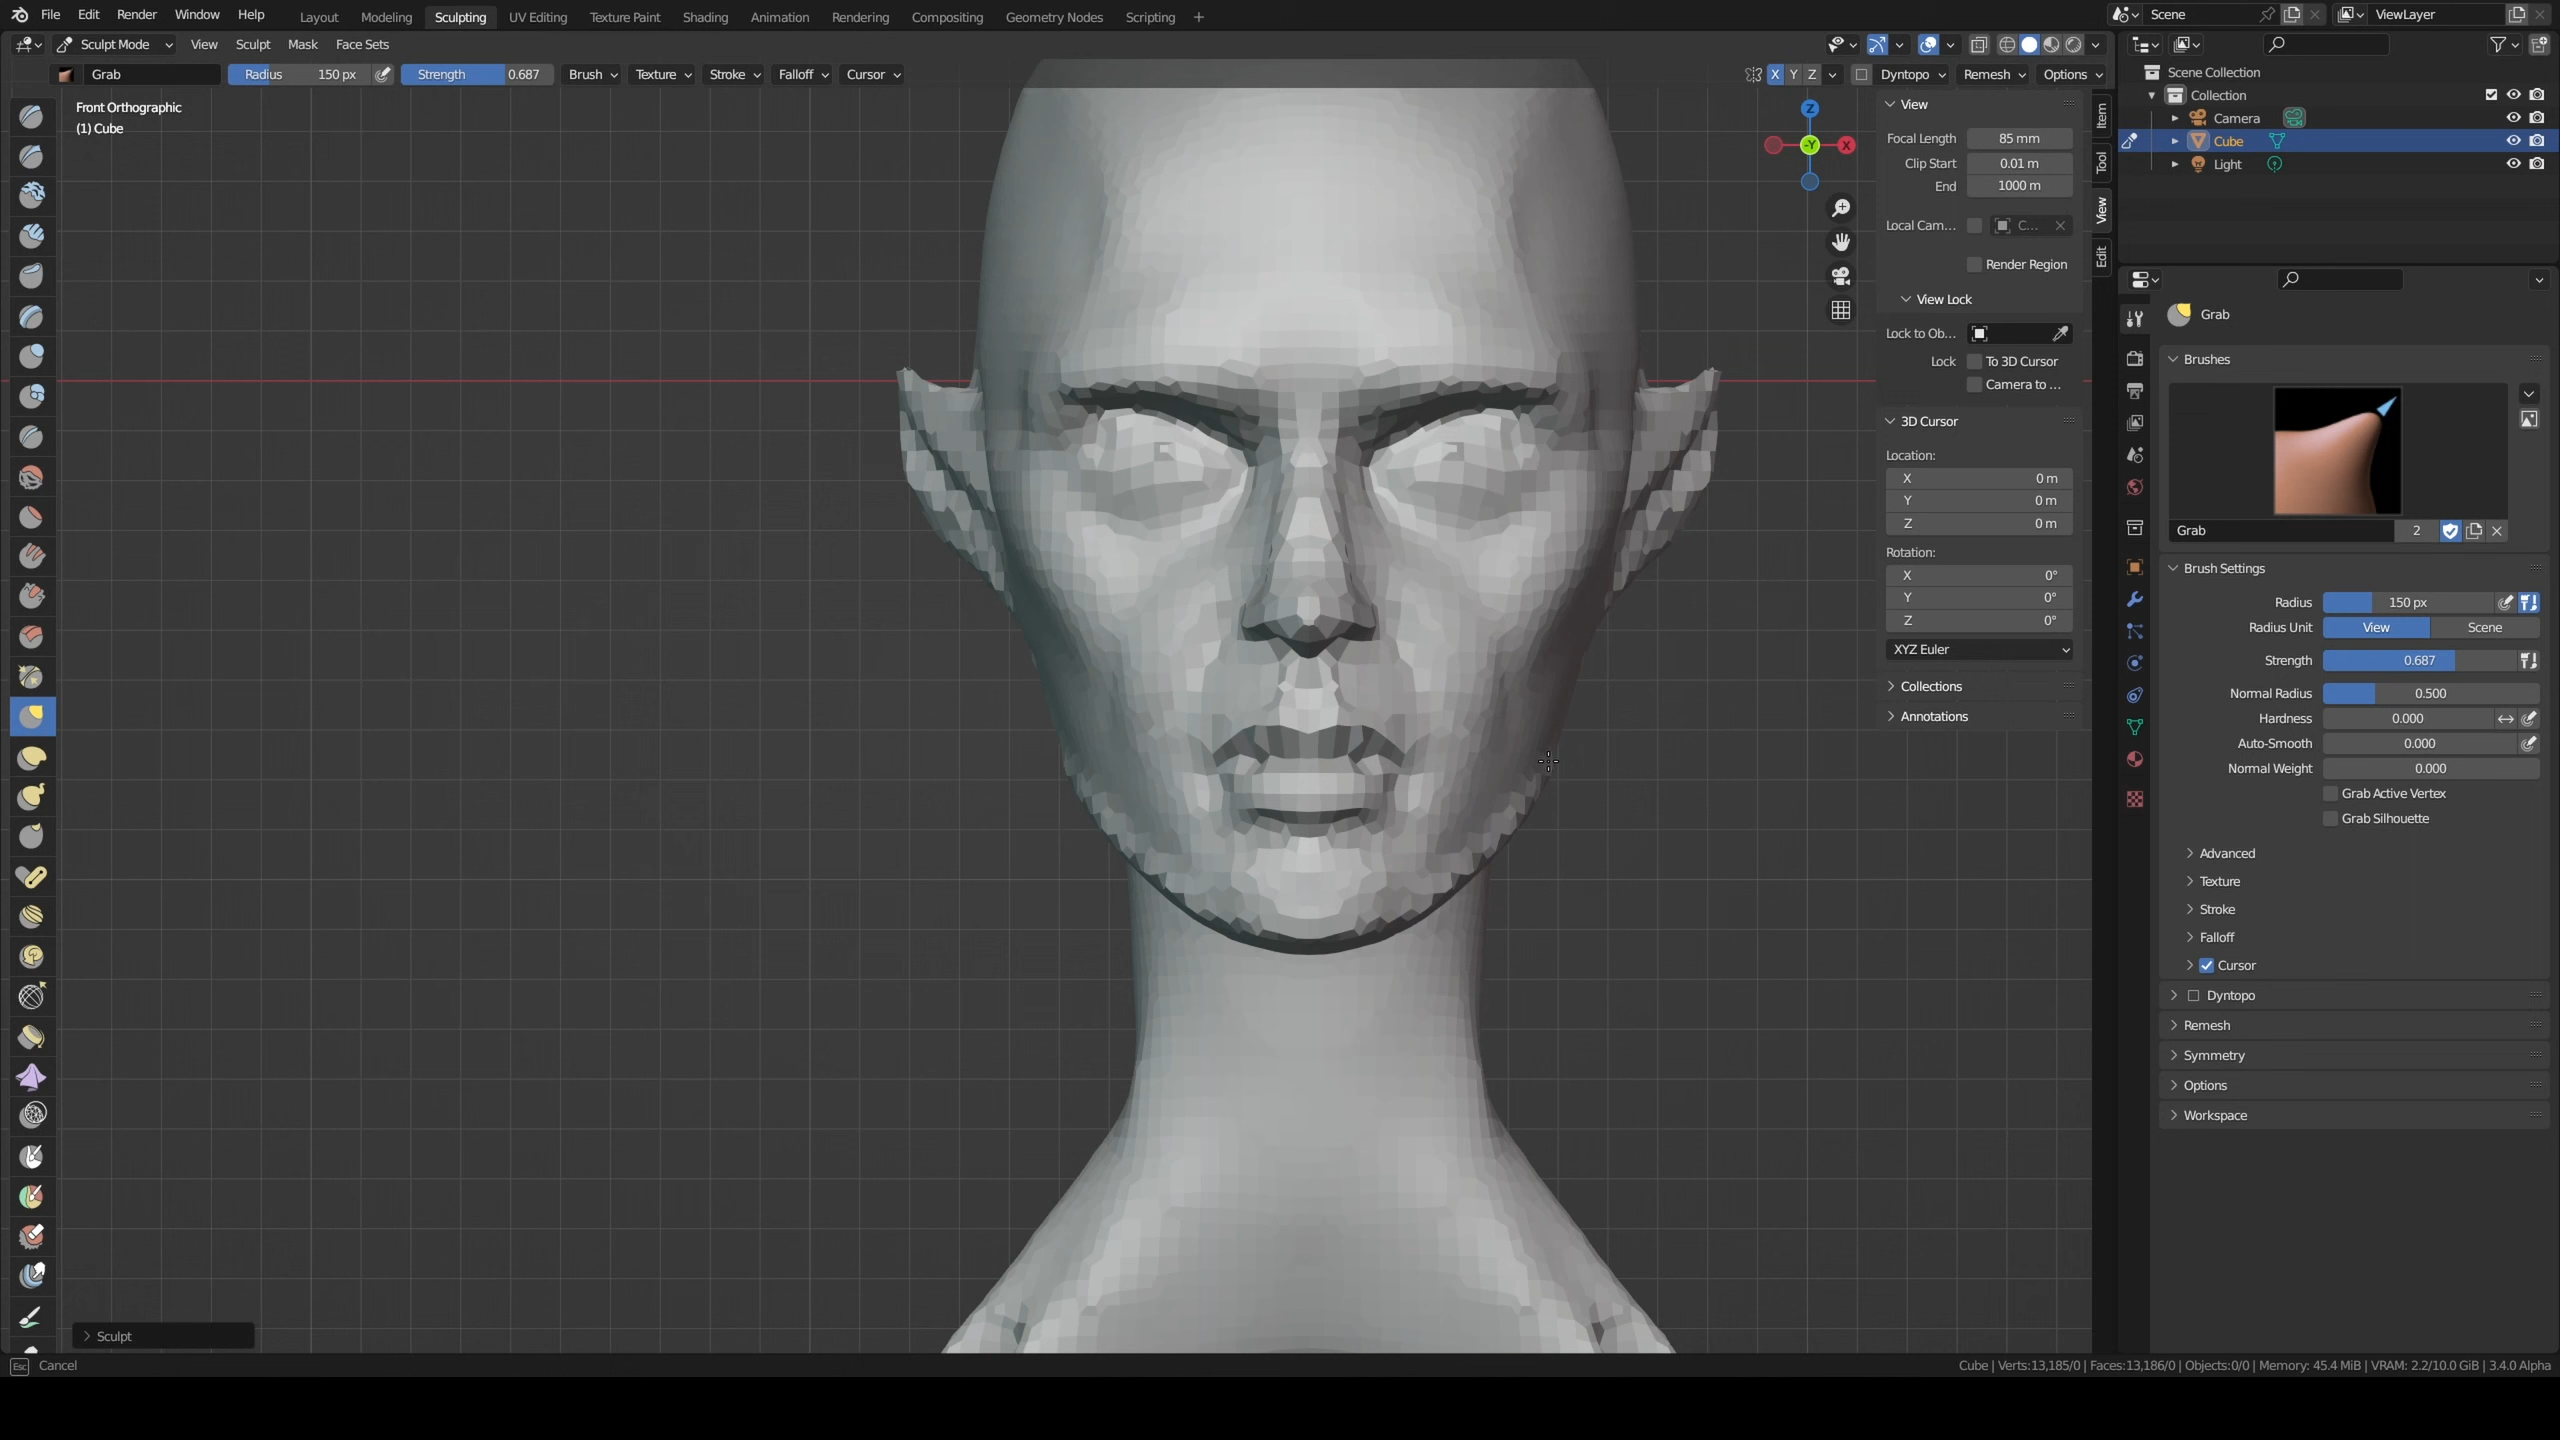 File Edit Render Window Help Layout Modeling Sculpting UV Editing Texture Paint Shading Animation Rendering Compositing Geometry Nodes Scripting + Scene ViewLayer
Sculpt Mode View Sculpt Mask Face Sets
Grab Radius 150 px Strength 0.687 Brush Texture Stroke Falloff Cursor X Y Z Dyntopo Remesh Options
Front Orthographic
(1) Cube
Z
-Y
X
View
Focal Length 85 mm
Clip Start 0.01 m
End 1000 m
Local Cam... C...
Render Region
View Lock
Lock to Ob...
Lock To 3D Cursor
Camera to ...
3D Cursor
Location:
X 0 m
Y 0 m
Z 0 m
Rotation:
X 0°
Y 0°
Z 0°
XYZ Euler
Collections
Annotations
Item
Tool
View
Edit
Scene Collection
Collection
Camera
Cube
Light
Grab
Brushes
Grab 2
Brush Settings
Radius 150 px
Radius Unit View Scene
Strength 0.687
Normal Radius 0.500
Hardness 0.000
Auto-Smooth 0.000
Normal Weight 0.000
Grab Active Vertex
Grab Silhouette
Advanced
Texture
Stroke
Falloff
Cursor
Dyntopo
Remesh
Symmetry
Options
Workspace
Sculpt
Esc Cancel
Cube | Verts:13,185/0 | Faces:13,186/0 | Objects:0/0 | Memory: 45.4 MiB | VRAM: 2.2/10.0 GiB | 3.4.0 Alpha